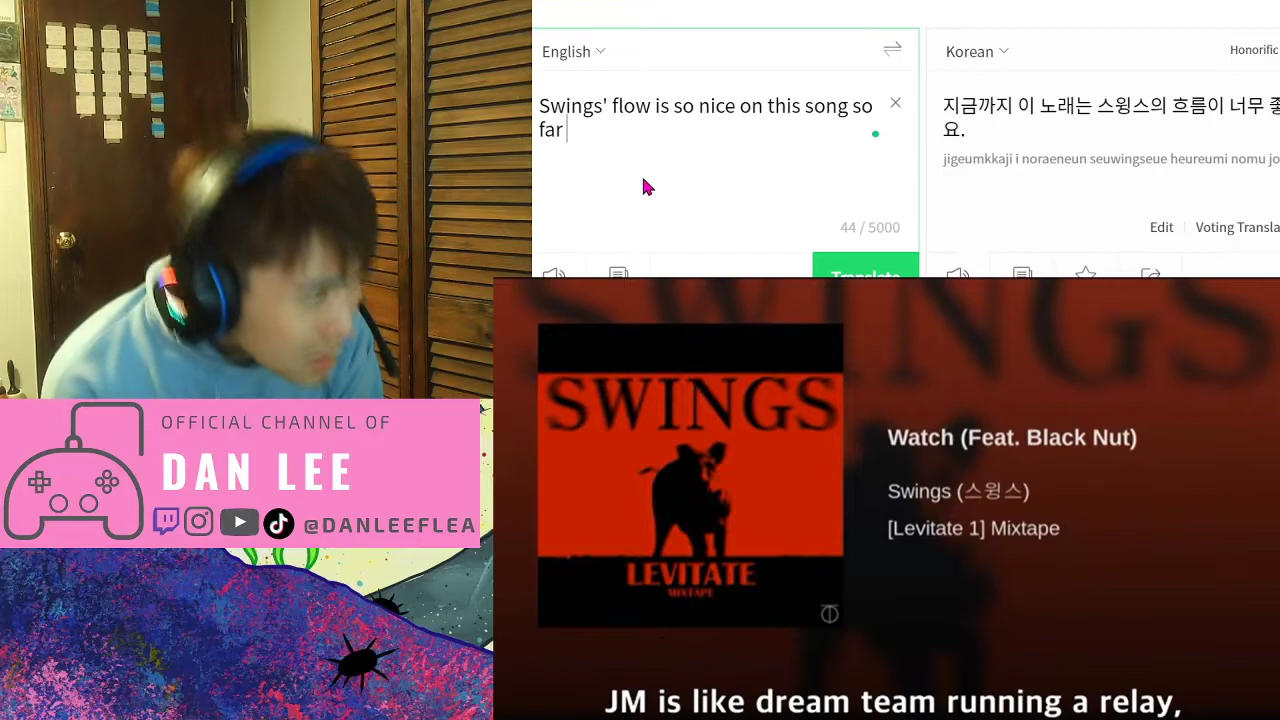 English
Korean
Honorific
Swings' flow is so nice on this song so
far
지금까지 이 노래는 스윙스의 흐름이 너무
요.
jigeumkkaji i noraeneun seuwingseue heureumi nomu
44 / 5000
Edit
Voting
Translate
OFFICIAL CHANNEL OF
DAN LEE
@DANLEEFLEA
SWINGS
SWINGS
LEVITATE
MIXTAPE
Watch (Feat. Black Nut)
Swings (스윙스)
[Levitate 1] Mixtape
JM is like dream team running a relay,